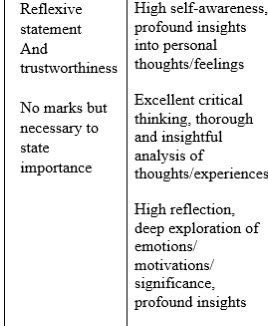 Reflexive
statement
And
trustworthiness
No marks but
necessary to
state
importance
High self-awareness,
profound insights
into personal
thoughts/feelings
Excellent critical
thinking, thorough
and insightful
analysis of
thoughts/experiences
High reflection,
deep exploration of
emotions/
motivations/
significance,
profound insights